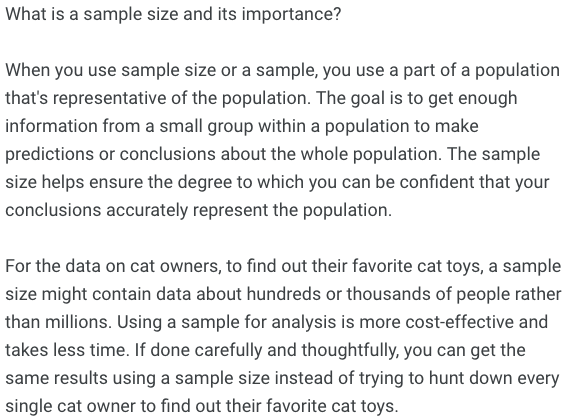 What is a sample size and its importance?
When you use sample size or a sample, you use a part of a population
that's representative of the population. The goal is to get enough
information from a small group within a population to make
predictions or conclusions about the whole population. The sample
size helps ensure the degree to which you can be confident that your
conclusions accurately represent the population.
For the data on cat owners, to find out their favorite cat toys, a sample
size might contain data about hundreds or thousands of people rather
than millions. Using a sample for analysis is more cost-effective and
takes less time. If done carefully and thoughtfully, you can get the
same results using a sample size instead of trying to hunt down every
single cat owner to find out their favorite cat toys.